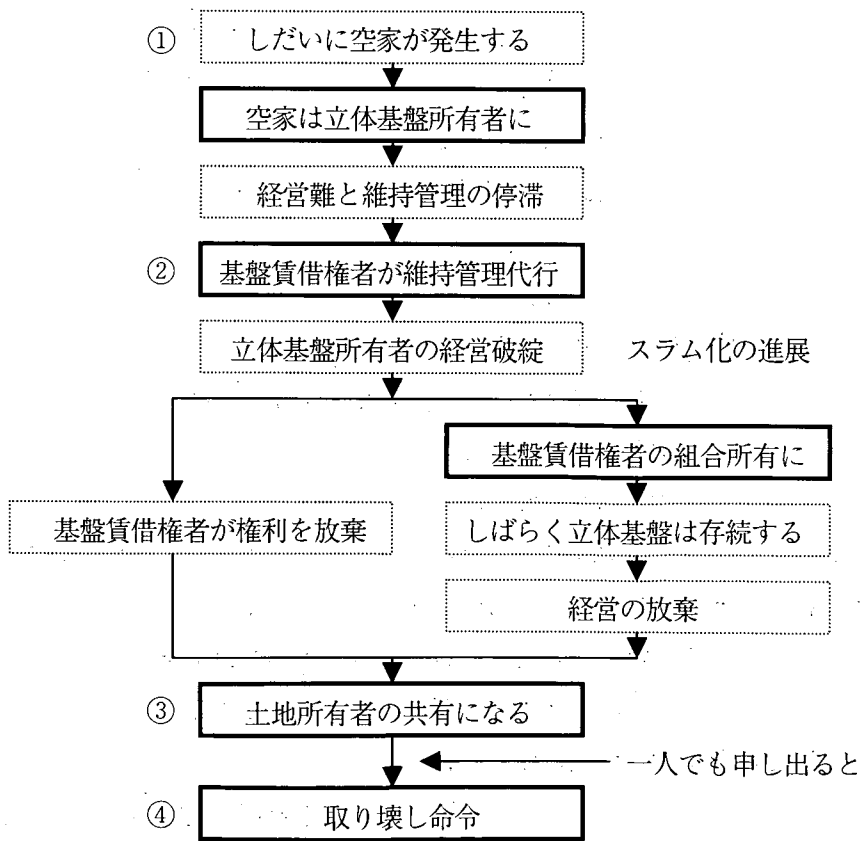 ① しだいに空家が発生する
空家は立体基盤所有者に
経営難と維持管理の停滞
② 基盤賃借権者が維持管理代行
立体基盤所有者の経営破綻 スラム化の進展
基盤賃借権者の組合所有に
基盤賃借権者が権利を放棄 しばらく立体基盤は存続する
経営の放棄
③ 土地所有者の共有になる
一人でも申し出ると
④ 取り壊し命令